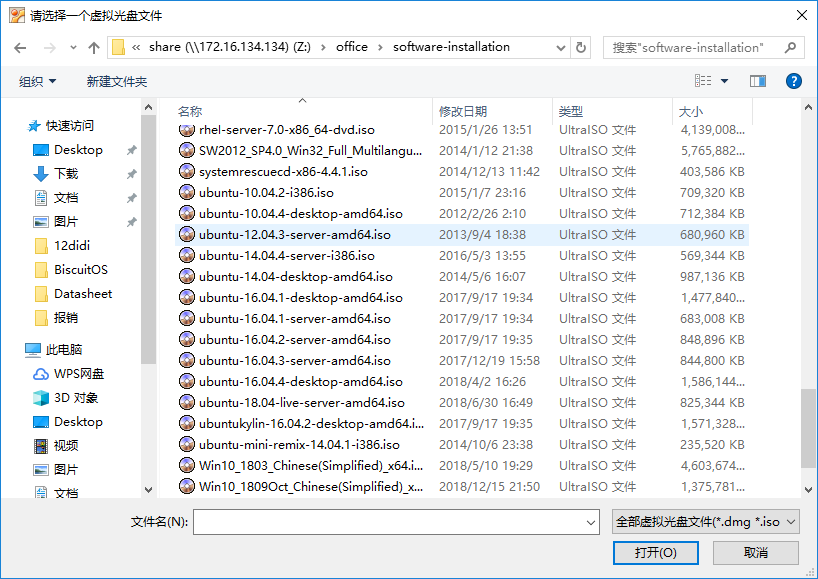 请选择一个虚拟光盘文件
« share (\\172.16.134.134) (Z:) > office > software-installation
搜索"software-installation"
组织 新建文件夹
名称 修改日期 类型 大小
快速访问
Desktop
下载
文档
图片
12didi
BiscuitOS
Datasheet
报销
此电脑
WPS网盘
3D 对象
Desktop
视频
图片
文档
rhel-server-7.0-x86_64-dvd.iso 2015/1/26 13:51 UltraISO 文件 4,139,008...
SW2012_SP4.0_Win32_Full_Multilangu... 2014/1/12 21:38 UltraISO 文件 5,765,882...
systemrescuecd-x86-4.4.1.iso 2014/12/13 11:42 UltraISO 文件 403,586 KB
ubuntu-10.04.2-i386.iso 2015/1/7 23:16 UltraISO 文件 709,320 KB
ubuntu-10.04.4-desktop-amd64.iso 2012/2/26 2:10 UltraISO 文件 712,384 KB
ubuntu-12.04.3-server-amd64.iso 2013/9/4 18:38 UltraISO 文件 680,960 KB
ubuntu-14.04.4-server-i386.iso 2016/5/3 13:55 UltraISO 文件 569,344 KB
ubuntu-14.04-desktop-amd64.iso 2014/5/6 16:07 UltraISO 文件 987,136 KB
ubuntu-16.04.1-desktop-amd64.iso 2017/9/17 19:34 UltraISO 文件 1,477,840...
ubuntu-16.04.1-server-amd64.iso 2017/9/17 19:34 UltraISO 文件 683,008 KB
ubuntu-16.04.2-server-amd64.iso 2017/9/17 19:35 UltraISO 文件 848,896 KB
ubuntu-16.04.3-server-amd64.iso 2017/12/19 15:58 UltraISO 文件 844,800 KB
ubuntu-16.04.4-desktop-amd64.iso 2018/4/2 16:26 UltraISO 文件 1,586,144...
ubuntu-18.04-live-server-amd64.iso 2018/6/30 16:49 UltraISO 文件 825,344 KB
ubuntukylin-16.04.2-desktop-amd64.i... 2017/9/17 19:35 UltraISO 文件 1,571,328...
ubuntu-mini-remix-14.04.1-i386.iso 2014/10/6 23:38 UltraISO 文件 235,520 KB
Win10_1803_Chinese(Simplified)_x64.i... 2018/5/10 19:29 UltraISO 文件 4,603,674...
Win10_1809Oct_Chinese(Simplified)_x... 2018/12/15 21:50 UltraISO 文件 1,375,781...
文件名(N): 全部虚拟光盘文件(*.dmg *.iso
打开(O) 取消